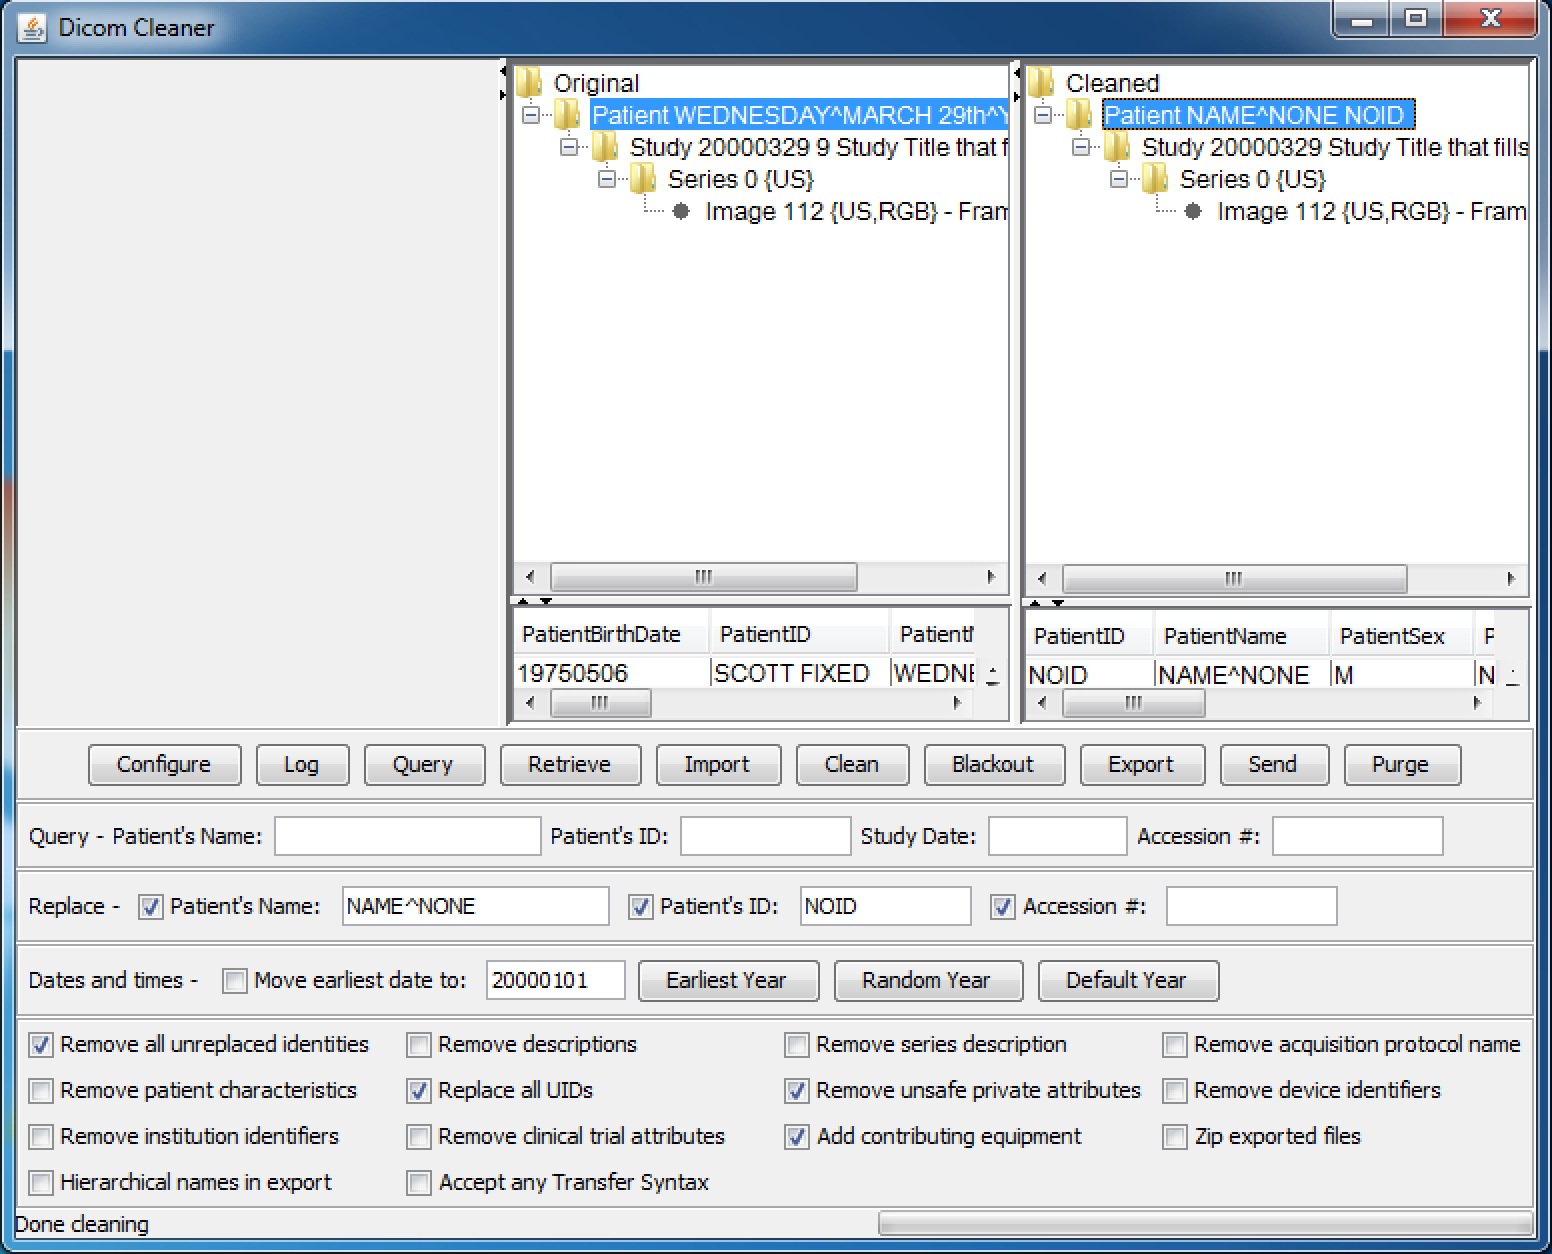 Dicom Cleaner
Original
Patient WEDNESDAY^MARCH 29th^
Study 20000329 9 Study Title that f
Series 0 {US}
Image 112 {US,RGB} - Fram
Cleaned
Patient NAME^NONE NOID
Study 20000329 Study Title that fills
Series 0 {US}
Image 112 {US,RGB} - Fram
PatientBirthDate PatientID Patient
19750506 SCOTT FIXED WEDNE
PatientID PatientName PatientSex P
NOID NAME^NONE M N
Configure Log Query Retrieve Import Clean Blackout Export Send Purge
Query - Patient's Name: Patient's ID: Study Date: Accession #:
Replace - Patient's Name: NAME^NONE Patient's ID: NOID Accession #:
Dates and times - Move earliest date to: 20000101 Earliest Year Random Year Default Year
Remove all unreplaced identities Remove descriptions Remove series description Remove acquisition protocol name
Remove patient characteristics Replace all UIDs Remove unsafe private attributes Remove device identifiers
Remove institution identifiers Remove clinical trial attributes Add contributing equipment Zip exported files
Hierarchical names in export Accept any Transfer Syntax
Done cleaning